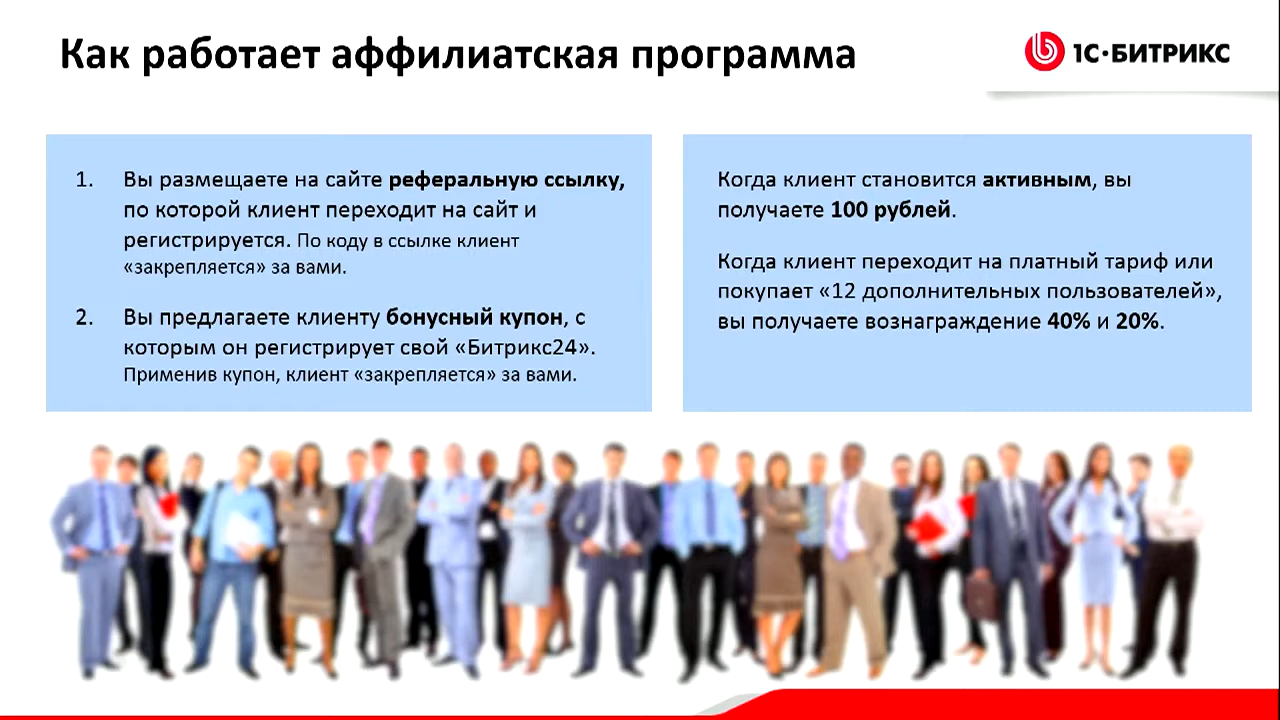 Как работает аффилиатская программа
1С·БИТРИКС
1. Вы размещаете на сайте реферальную ссылку,
по которой клиент переходит на сайт и
регистрируется. По коду в ссылке клиент
«закрепляется» за вами.
2. Вы предлагаете клиенту бонусный купон, с
которым он регистрирует свой «Битрикс24».
Применив купон, клиент «закрепляется» за вами.
Когда клиент становится активным, вы
получаете 100 рублей.
Когда клиент переходит на платный тариф или
покупает «12 дополнительных пользователей»,
вы получаете вознаграждение 40% и 20%.